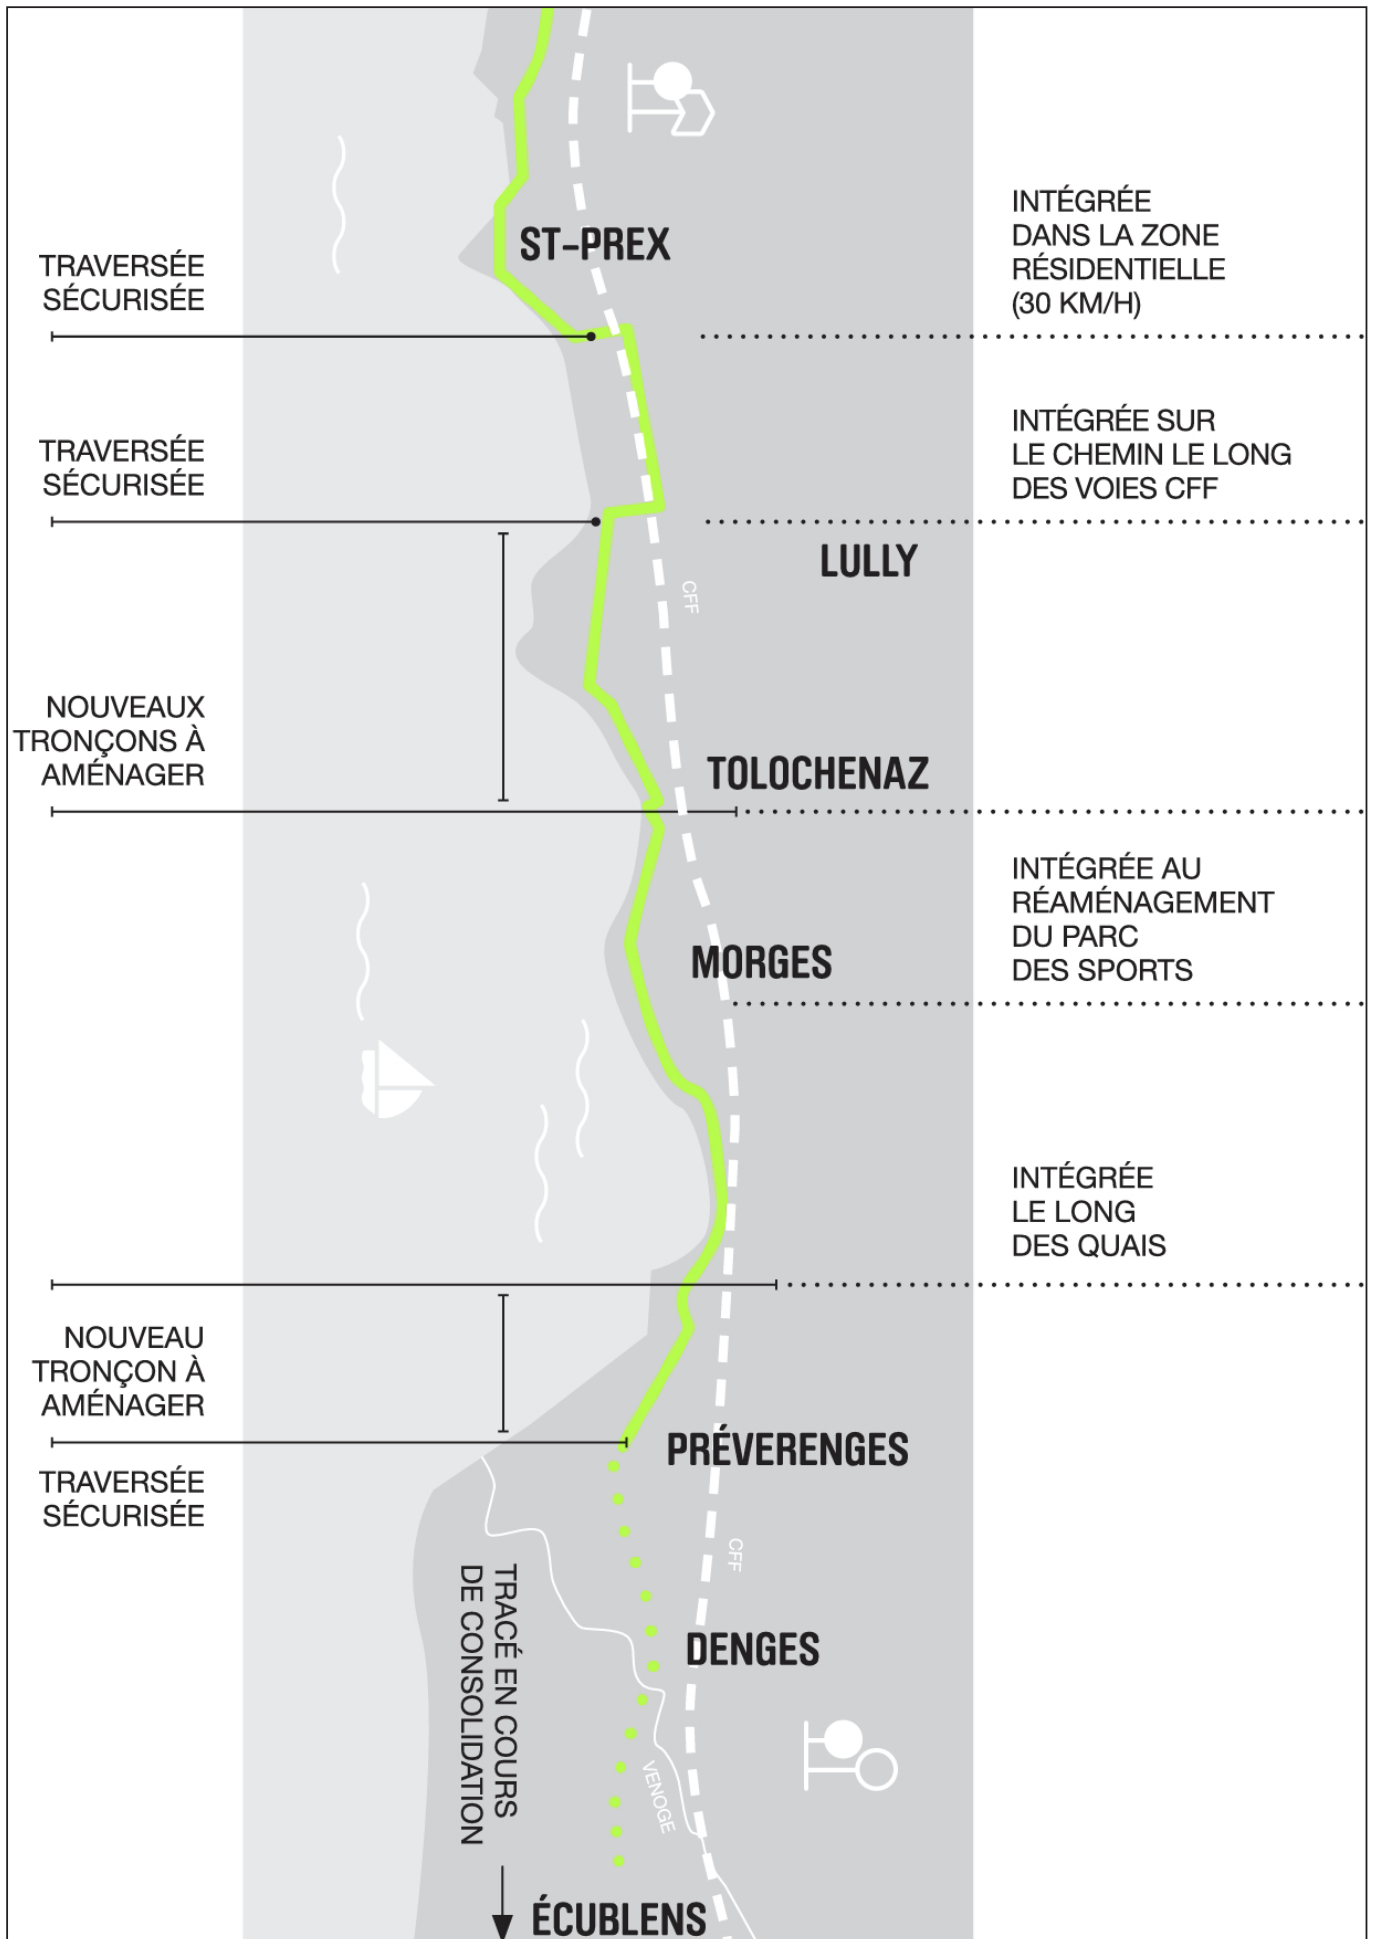 INTÉGRÉE
DANS LA ZONE
RÉSIDENTIELLE
(30 KM/H)
ST-PREX
TRAVERSÉE
SÉCURISÉE
INTÉGRÉE SUR
LE CHEMIN LE LONG
DES VOIES CFF
TRAVERSÉE
SÉCURISÉE
LULLY
CFF
NOUVEAUX
TRONÇONS À
AMÉNAGER
TOLOCHENAZ
INTÉGRÉE AU
RÉAMÉNAGEMENT
DU PARC
DES SPORTS
MORGES
INTÉGRÉE
LE LONG
DES QUAIS
NOUVEAU
TRONÇON À
AMÉNAGER
PRÉVERENGES
TRAVERSÉE
SÉCURISÉE
CFF
TRACÉ EN COURS
DE CONSOLIDATION
DENGES
VENOGE
ÉCUBLENS